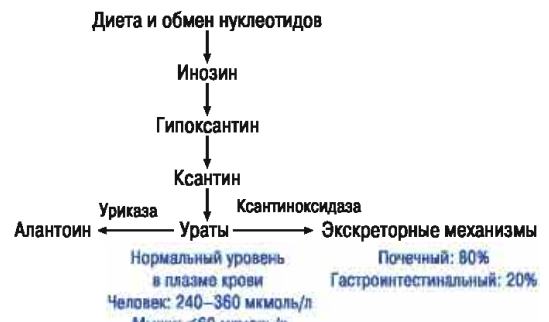 Диета и обмен нуклеотидов
Инозин
Гипоксантин
Ксантин
Уриказа
Ксантиноксидаза
Алантоин
Ураты
Экскреторные механизмы
Нормальный уровень
в плазме крови
Человек: 240–360 мкмоль/л
Почечный: 80%
Гастроинтестинальный: 20%